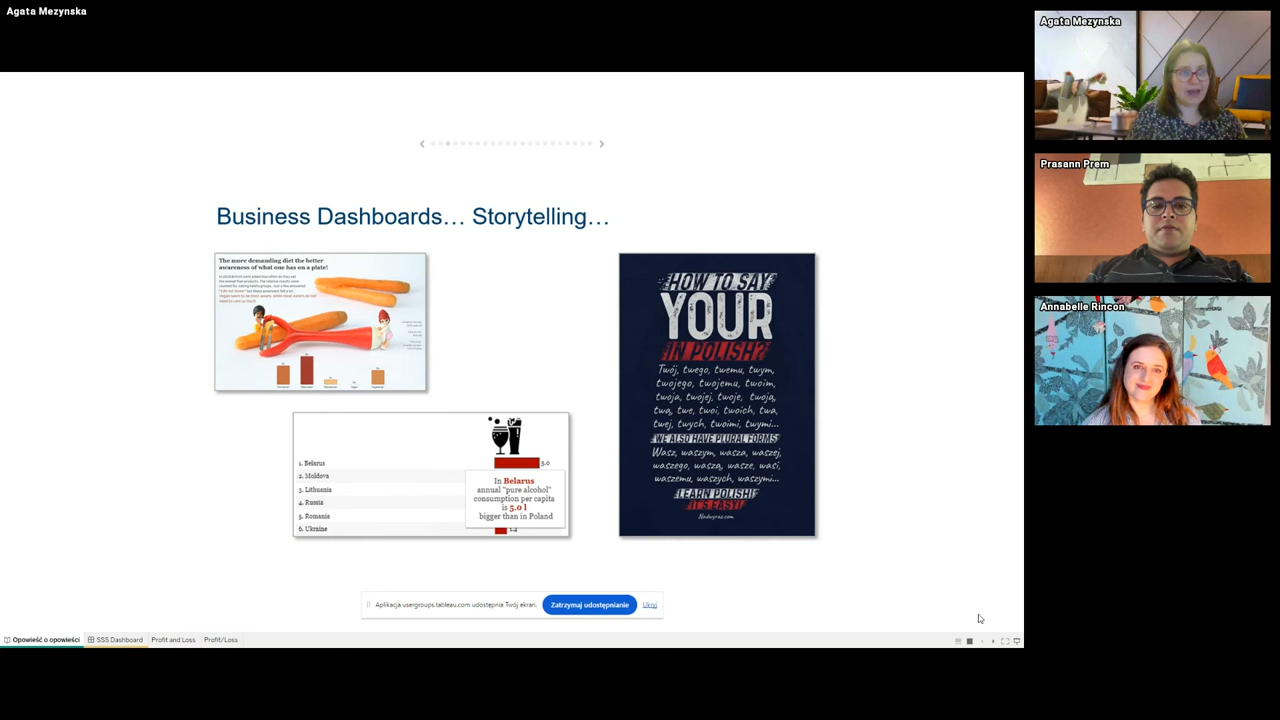 Agata Mezynska
Agata Mezynska
Prasann Prem
Annabelle Rincon
Business Dashboards... Storytelling...
The more demanding diet the better
awareness of what one has on a plate!
1. Belarus
5.0
2. Moldova
3. Lithuania
4. Russia
5. Romania
6. Ukraine
In Belarus
annual "pure alcohol"
consumption per capita
is 5.0 l
bigger than in Poland
HOW TO SAY
YOUR
IN POLISH?
Twój, twego, twemu, twym,
twojego, twojemu, twoim,
twoja, twojej, twoje, twoją,
twą, twe, twoi, twoich, twa,
twej, twych, twoimi, twymi...
WE ALSO HAVE PLURAL FORMS
Wasz, waszym, wasza, waszej,
waszego, waszą, wasze, wasi,
waszemu, waszych, waszymi...
LEARN POLISH!
IT'S EASY!
Nadwyraz.com
Aplikacja usergroups.tableau.com udostępnia Twój ekran.
Zatrzymaj udostępnianie
Ukryj
Opowieść o opowieści
SSS Dashboard
Profit and Loss
Profit/Loss